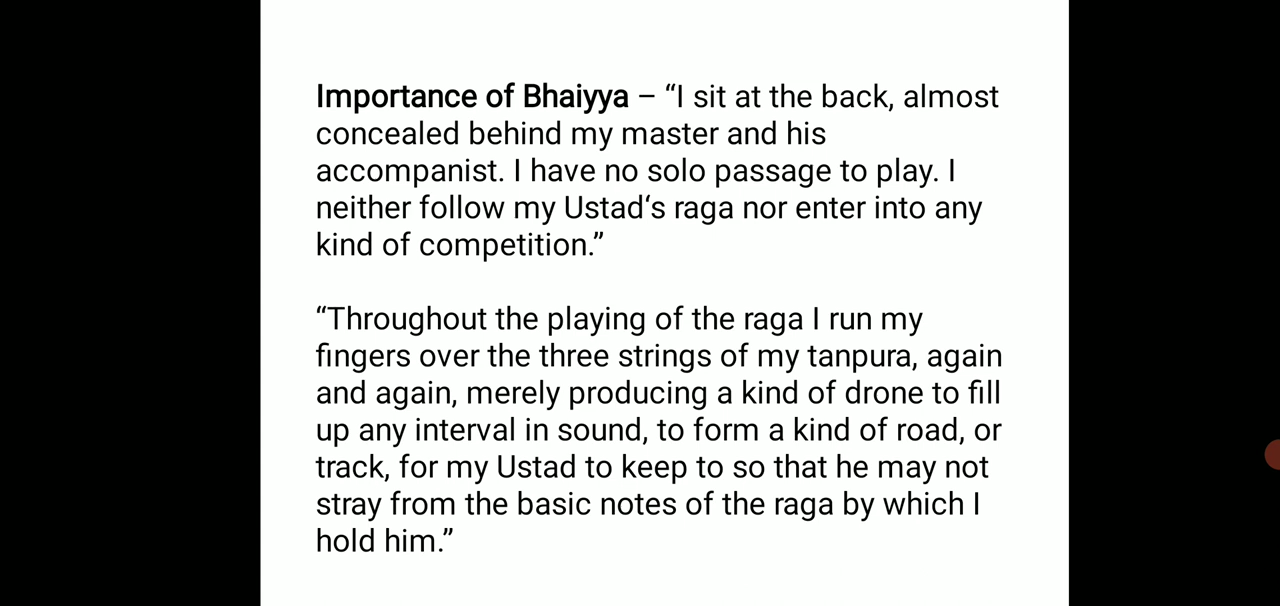 Importance of Bhaiyya – “I sit at the back, almost
concealed behind my master and his
accompanist. I have no solo passage to play. I
neither follow my Ustad‘s raga nor enter into any
kind of competition.”
“Throughout the playing of the raga I run my
fingers over the three strings of my tanpura, again
and again, merely producing a kind of drone to fill
up any interval in sound, to form a kind of road, or
track, for my Ustad to keep to so that he may not
stray from the basic notes of the raga by which I
hold him.”